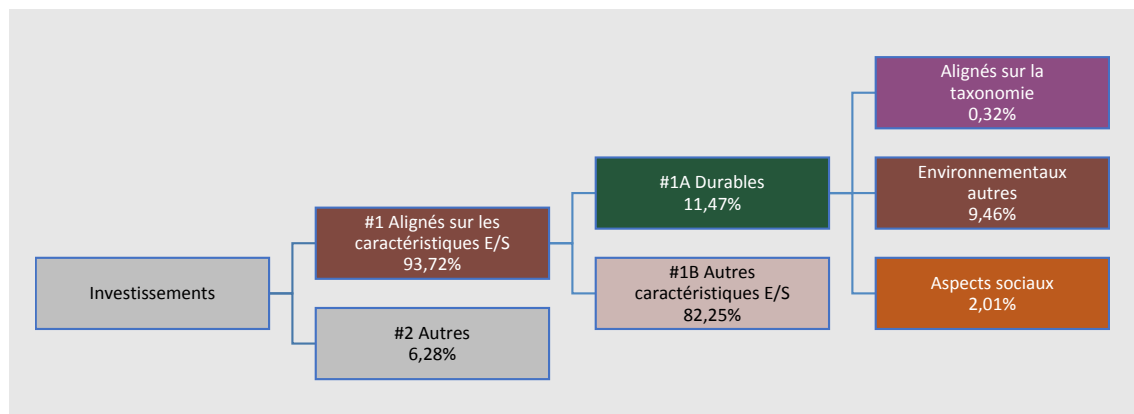 Investissements
#1 Alignés sur les
caractéristiques E/S
93,72%
#2 Autres
6,28%
#1A Durables
11,47%
#1B Autres
caractéristiques E/S
82,25%
Alignés sur la
taxonomie
0,32%
Environnementaux
autres
9,46%
Aspects sociaux
2,01%